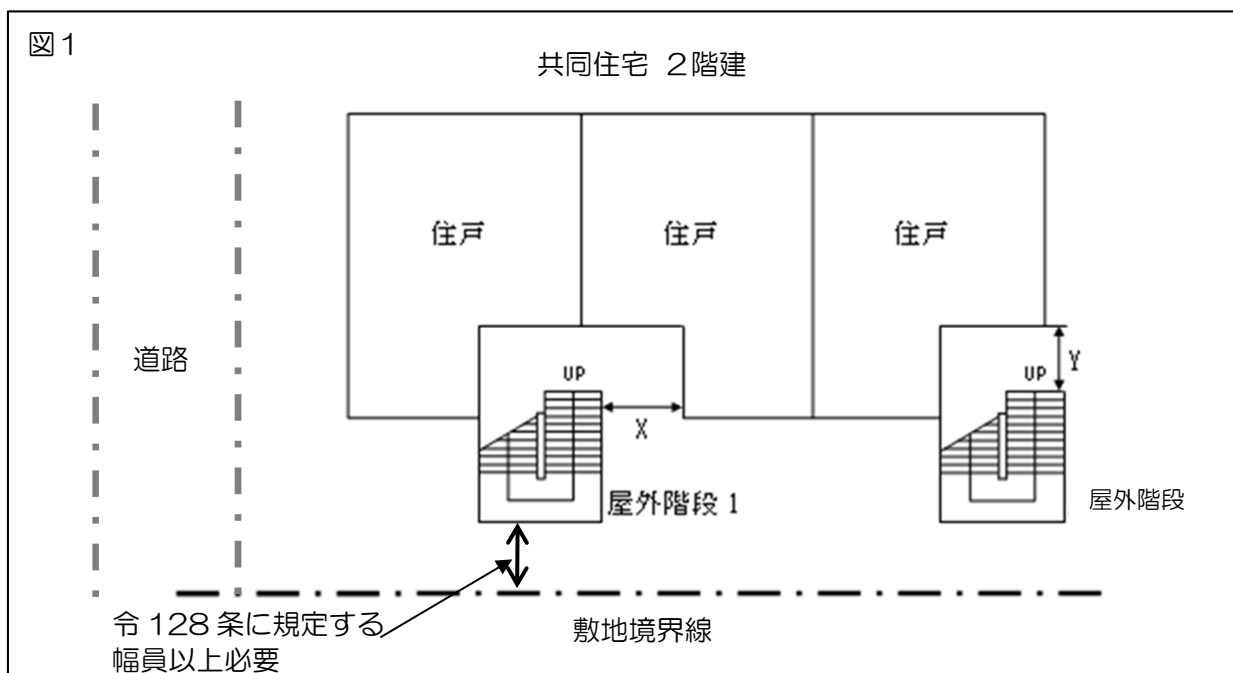 図1
共同住宅 2階建
住戸
住戸
住戸
道路
UP
X
UP
Y
屋外階段 1
屋外階段
令 128 条に規定する
幅員以上必要
敷地境界線